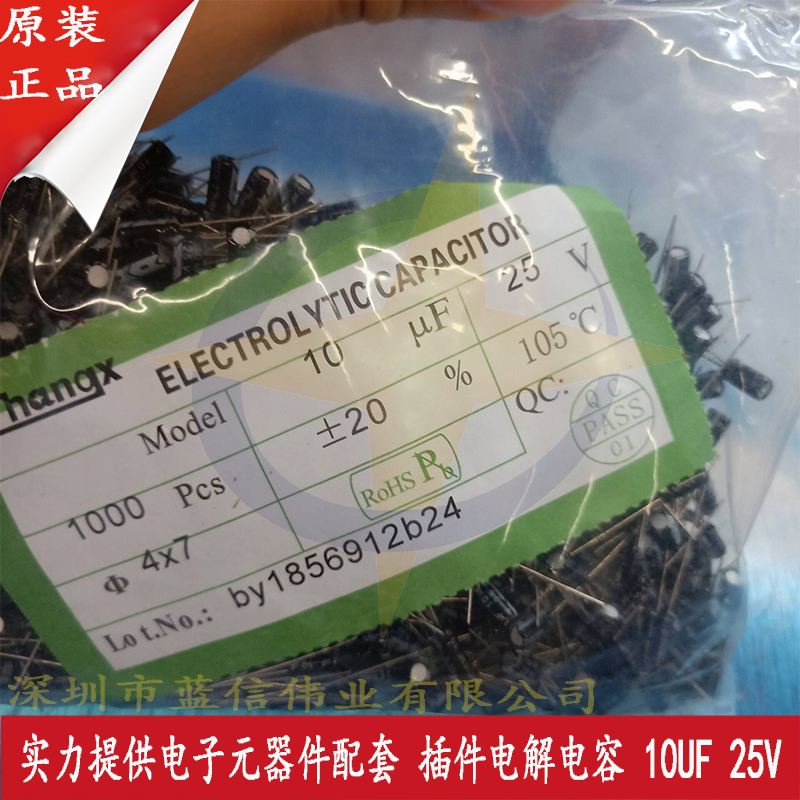 原装
正品
hangx ELECTROLYTIC CAPACITOR
Model 10 μF 25 V
1000 Pcs ±20 % 105℃
Φ 4x7 RoHS Pb QC: QC PASS 01
Lot.No.: by1856912b24
深圳市蓝信伟业有限公司
实力提供电子元器件配套 插件电解电容 10UF 25V